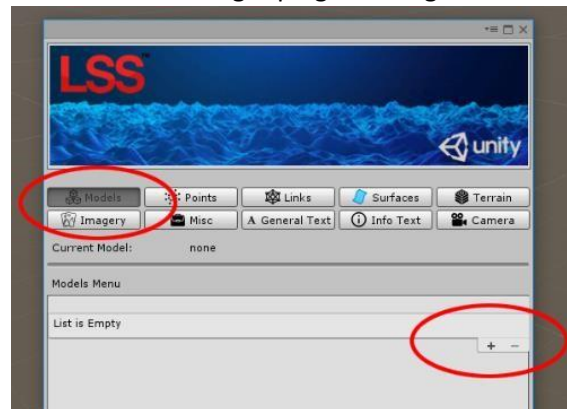 LSS™
unity
Models Points Links Surfaces Terrain
Imagery Misc A General Text Info Text Camera
Current Model: none
Models Menu
List is Empty
+ −